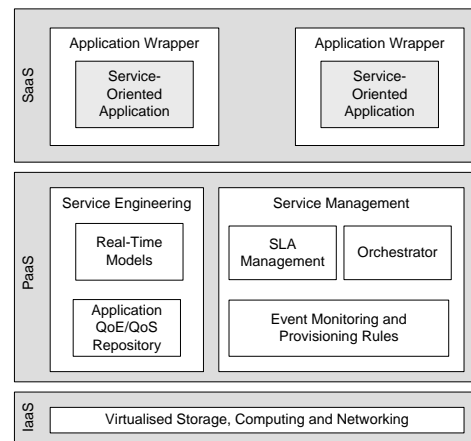 SaaS
Application Wrapper
Service-
Oriented
Application
Application Wrapper
Service-
Oriented
Application
PaaS
Service Engineering
Real-Time
Models
Application
QoE/QoS
Repository
Service Management
SLA
Management
Orchestrator
Event Monitoring and
Provisioning Rules
IaaS
Virtualised Storage, Computing and Networking